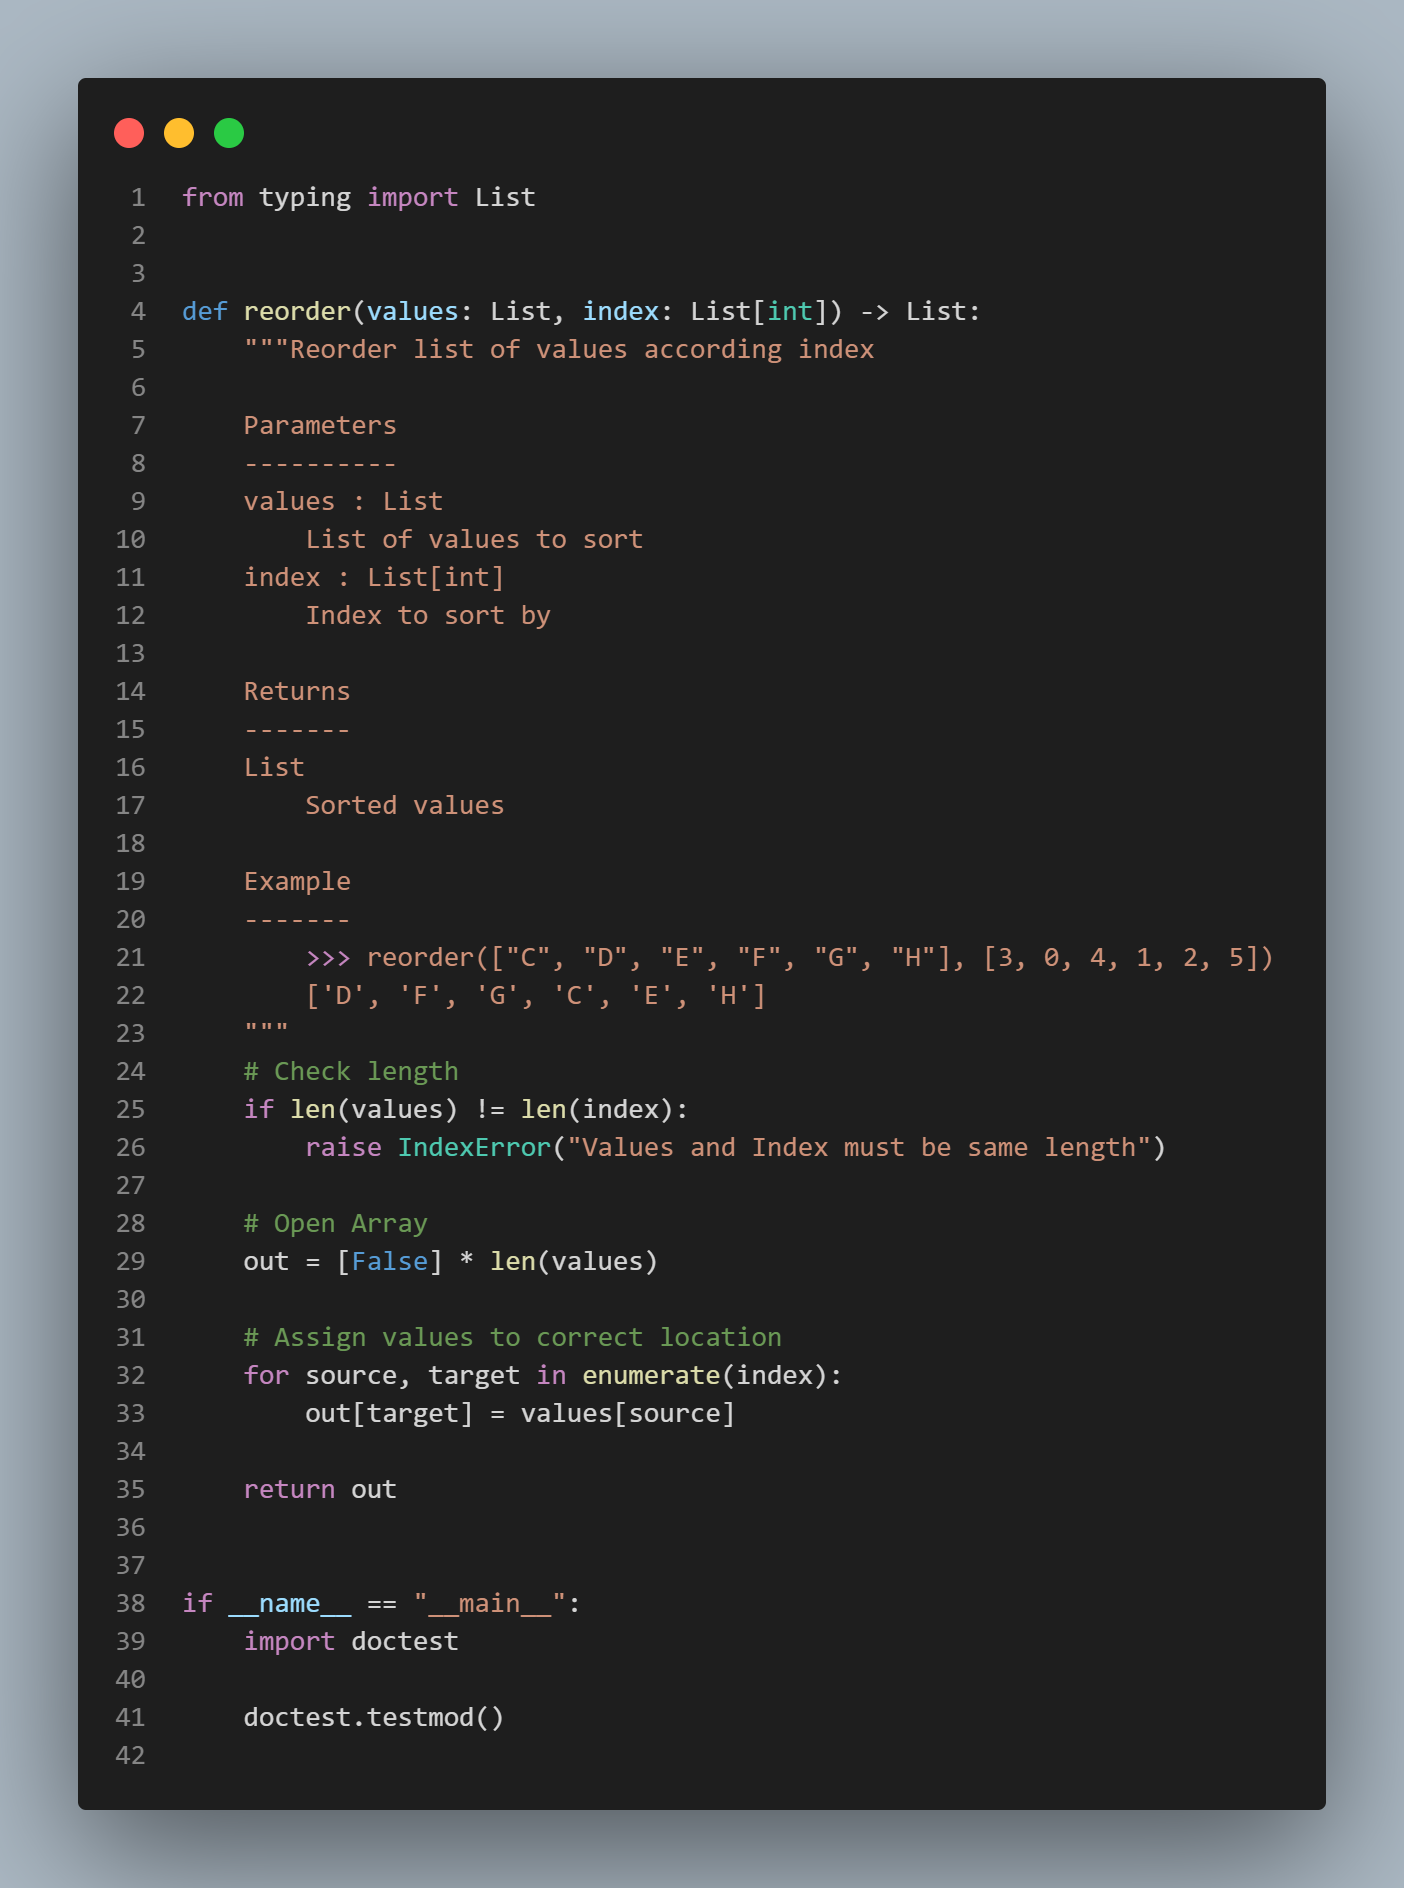 1 from typing import List
2
3
4 def reorder(values: List, index: List[int]) -> List:
5     """Reorder list of values according index
6
7     Parameters
8     ----------
9     values : List
10         List of values to sort
11     index : List[int]
12         Index to sort by
13
14     Returns
15     -------
16     List
17         Sorted values
18
19     Example
20     -------
21         >>> reorder(["C", "D", "E", "F", "G", "H"], [3, 0, 4, 1, 2, 5])
22         ['D', 'F', 'G', 'C', 'E', 'H']
23     """
24     # Check length
25     if len(values) != len(index):
26         raise IndexError("Values and Index must be same length")
27
28     # Open Array
29     out = [False] * len(values)
30
31     # Assign values to correct location
32     for source, target in enumerate(index):
33         out[target] = values[source]
34
35     return out
36
37
38 if __name__ == "__main__":
39     import doctest
40
41     doctest.testmod()
42